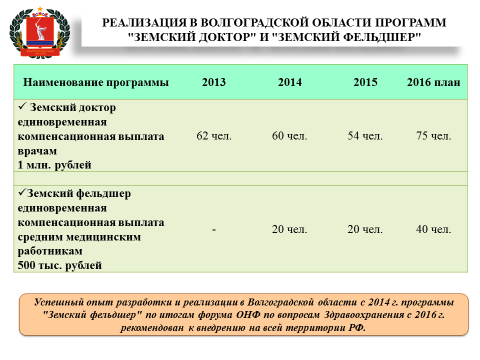 РЕАЛИЗАЦИЯ В ВОЛГОГРАДСКОЙ ОБЛАСТИ ПРОГРАММ
"ЗЕМСКИЙ ДОКТОР" И "ЗЕМСКИЙ ФЕЛЬДШЕР"
Наименование программы 2013 2014 2015 2016 план
✓ Земский доктор
единовременная
компенсационная выплата
врачам
1 млн. рублей
62 чел. 60 чел. 54 чел. 75 чел.
✓Земский фельдшер
единовременная
компенсационная выплата
средним медицинским
работникам
500 тыс. рублей
- 20 чел. 20 чел. 40 чел.
Успешный опыт разработки и реализации в Волгоградской области с 2014 г. программы
"Земский фельдшер" по итогам форума ОНФ по вопросам Здравоохранения с 2016 г.
рекомендован к внедрению на всей территории РФ.